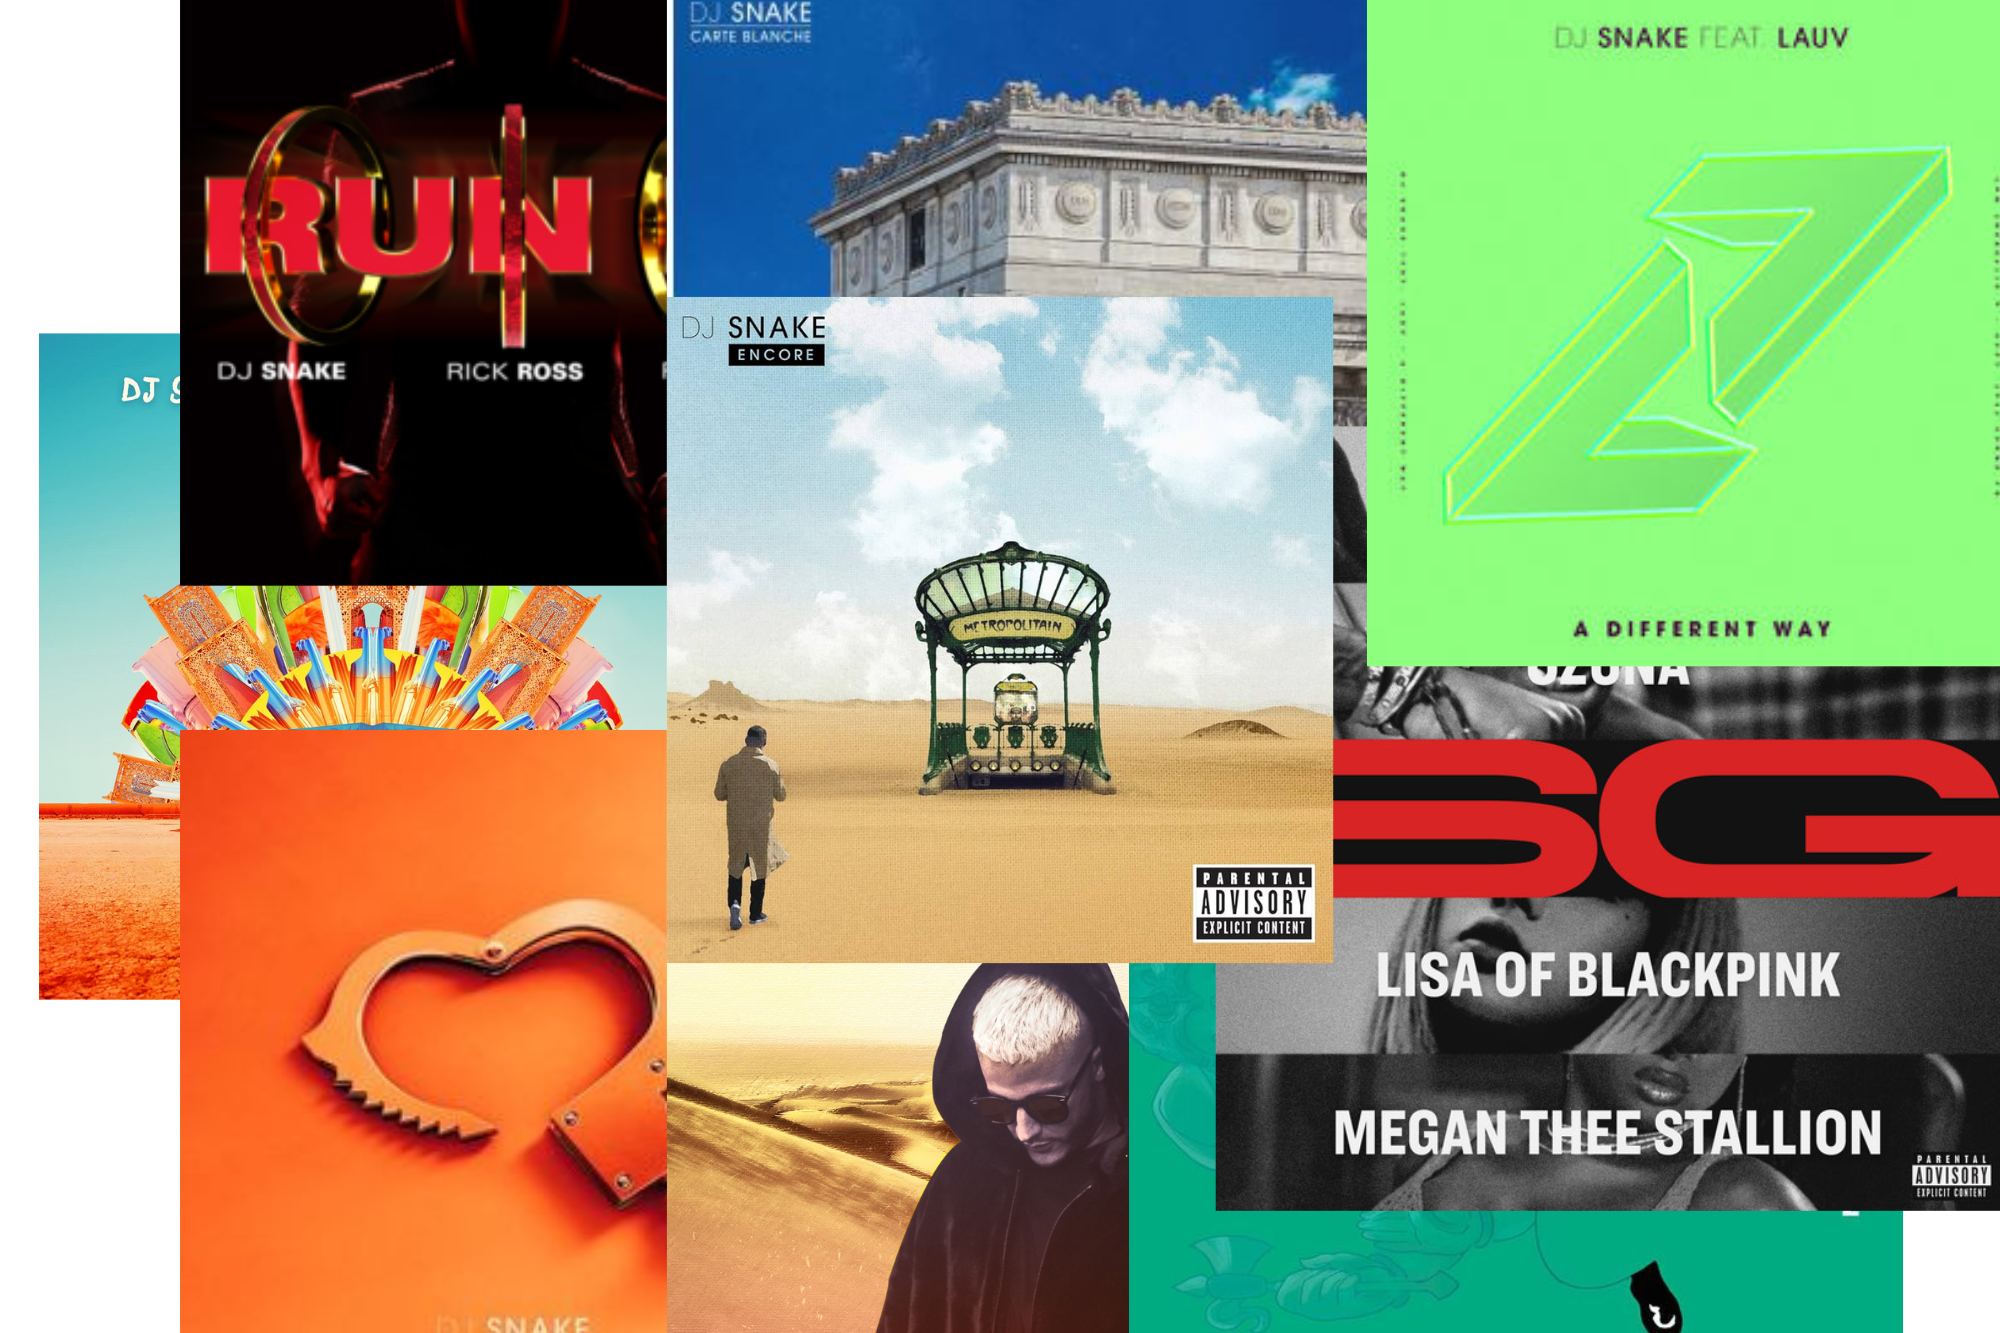 DJ SNAKE
CARTE BLANCHE
DJ SNAKE FEAT. LAUV
RUN
DJ SNAKE
RICK ROSS
DJ
DJ SNAKE
ENCORE
METROPOLITAIN
A DIFFERENT WAY
OZUNA
SG
PARENTAL
ADVISORY
EXPLICIT CONTENT
LISA OF BLACKPINK
MEGAN THEE STALLION
PARENTAL
ADVISORY
EXPLICIT CONTENT
DJ SNAKE